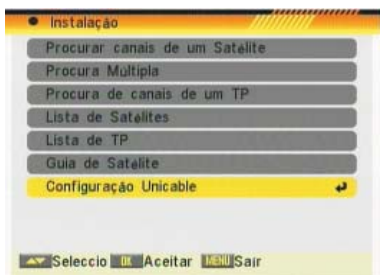 Instalação
Procurar canais de um Satélite
Procura Múltipla
Procura de canais de um TP
Lista de Satélites
Lista de TP
Guia de Satélite
Configuração Unicable
Seleccio OK Aceitar MENU Sair